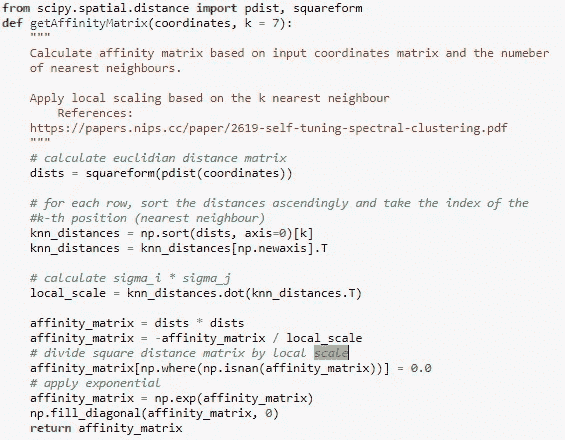 from scipy.spatial.distance import pdist, squareform
def getAffinityMatrix(coordinates, k = 7):
"""
Calculate affinity matrix based on input coordinates matrix and the numeber
of nearest neighbours.
Apply local scaling based on the k nearest neighbour
References:
https://papers.nips.cc/paper/2619-self-tuning-spectral-clustering.pdf
"""
# calculate euclidian distance matrix
dists = squareform(pdist(coordinates))
# for each row, sort the distances ascendingly and take the index of the
#k-th position (nearest neighbour)
knn_distances = np.sort(dists, axis=0)[k]
knn_distances = knn_distances[np.newaxis].T
# calculate sigma_i * sigma_j
local_scale = knn_distances.dot(knn_distances.T)
affinity_matrix = dists * dists
affinity_matrix = -affinity_matrix / local_scale
# divide square distance matrix by local scale
affinity_matrix[np.where(np.isnan(affinity_matrix))] = 0.0
# apply exponential
affinity_matrix = np.exp(affinity_matrix)
np.fill_diagonal(affinity_matrix, 0)
return affinity_matrix